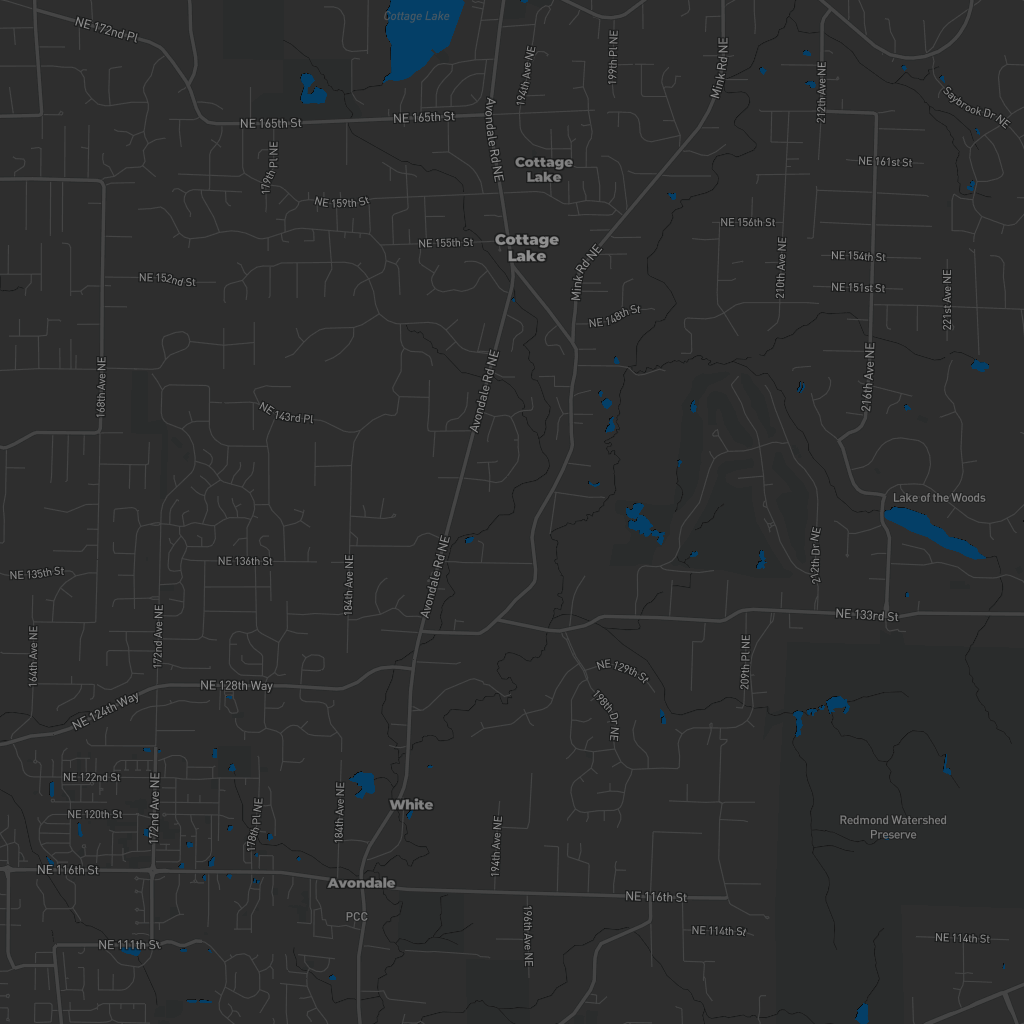 Cottage Lake
NE 172nd Pl
194th Ave NE
199th Pl NE
Mink Rd NE
212th Ave NE
Saybrook Dr NE
NE 165th St
NE 165th St
Avondale Rd NE
179th Pl NE
Cottage
Lake
NE 161st St
NE 159th St
NE 156th St
NE 155th St
Cottage
Lake
Mink Rd NE
210th Ave NE
NE 154th St
NE 152nd St
NE 151st St
221st Ave NE
NE 148th St
168th Ave NE
Avondale Rd NE
216th Ave NE
NE 143rd Pl
Lake of the Woods
NE 136th St
NE 135th St
184th Ave NE
Avondale Rd NE
212th Dr NE
NE 133rd St
164th Ave NE
172nd Ave NE
209th Pl NE
NE 129th St
NE 128th Way
198th Dr NE
NE 124th Way
NE 122nd St
172nd Ave NE
184th Ave NE
White
NE 120th St
178th Pl NE
194th Ave NE
Redmond Watershed
Preserve
NE 116th St
Avondale
NE 116th St
PCC
196th Ave NE
NE 114th St
NE 114th St
NE 111th St